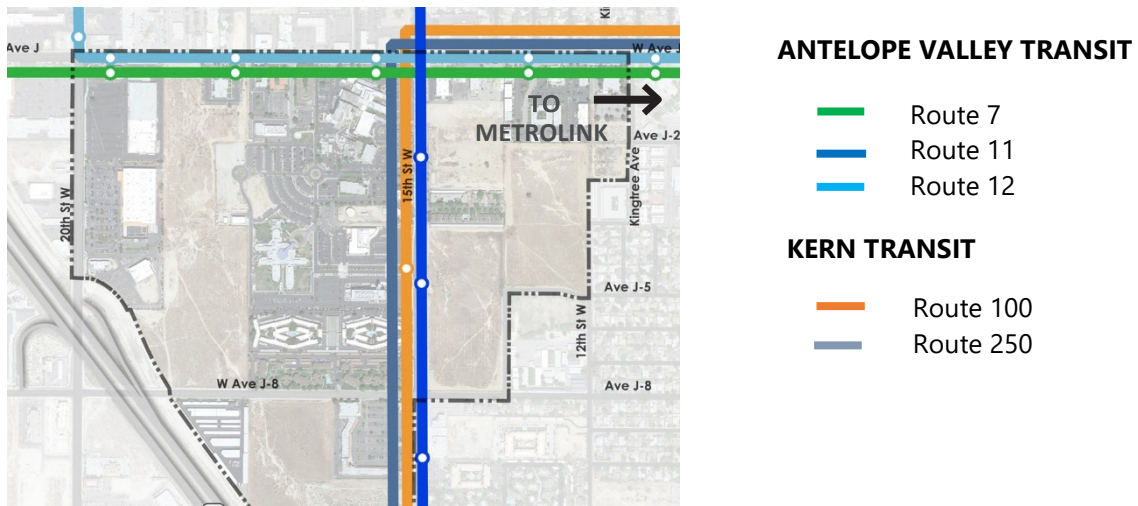 Ki
Ave J
W Ave J
TO
METROLINK
Ave J-2
15th St W
Kingtree Ave
20th St W
Ave J-5
12th St W
W Ave J-8
Ave J-8
ANTELOPE VALLEY TRANSIT
Route 7
Route 11
Route 12
KERN TRANSIT
Route 100
Route 250